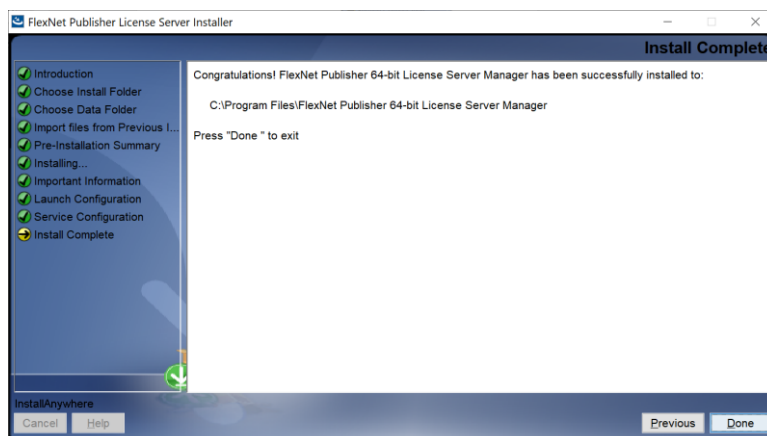 FlexNet Publisher License Server Installer
Install Complete
Introduction
Choose Install Folder
Choose Data Folder
Import files from Previous I...
Pre-Installation Summary
Installing...
Important Information
Launch Configuration
Service Configuration
Install Complete
Congratulations! FlexNet Publisher 64-bit License Server Manager has been successfully installed to:
C:\Program Files\FlexNet Publisher 64-bit License Server Manager
Press "Done " to exit
InstallAnywhere
Cancel Help Previous Done